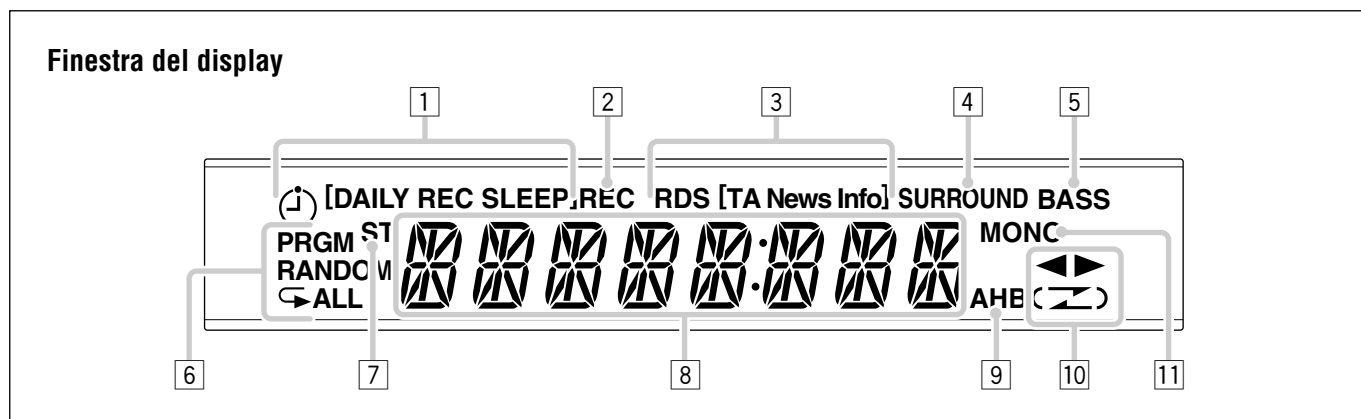 Finestra del display
1 2 3 4 5
[DAILY REC SLEEP] REC RDS [TA News Info] SURROUND BASS
PRGM ST MONO
RANDOM
ALL AHB
6 7 8 9 10 11